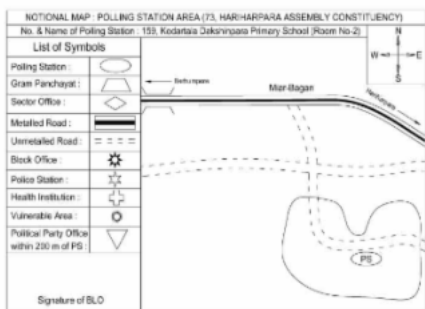 NOTIONAL MAP : POLLING STATION AREA (73, HARIHARPARA ASSEMBLY CONSTITUENCY)
No. & Name of Polling Station : 159, Kedartala Dakshinpara Primary School (Room No-2)
List of Symbols
Polling Station :
Gram Panchayat :
Sector Office :
Metalled Road :
Unmetalled Road :
Block Office :
Police Station :
Health Institution :
Vulnerable Area :
Political Party Office
within 200 m of PS :
Signature of BLO
N
W
E
S
Miar-Bagan
PS